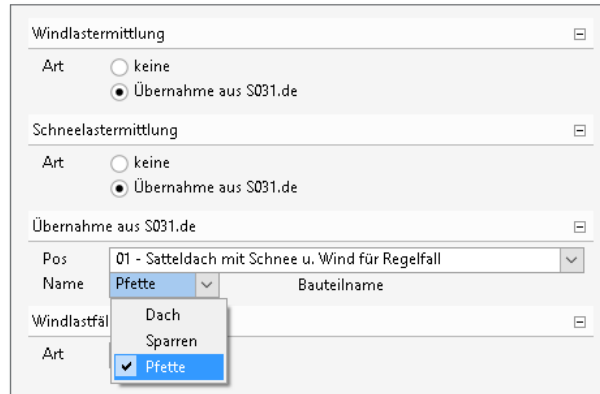 Windlastermittlung
Art keine
Übernahme aus S031.de
Schneelastermittlung
Art keine
Übernahme aus S031.de
Übernahme aus S031.de
Pos 01 - Satteldach mit Schnee u. Wind für Regelfall
Name Pfette Bauteilname
Dach
Windlastfäl
Sparren
Art
Pfette